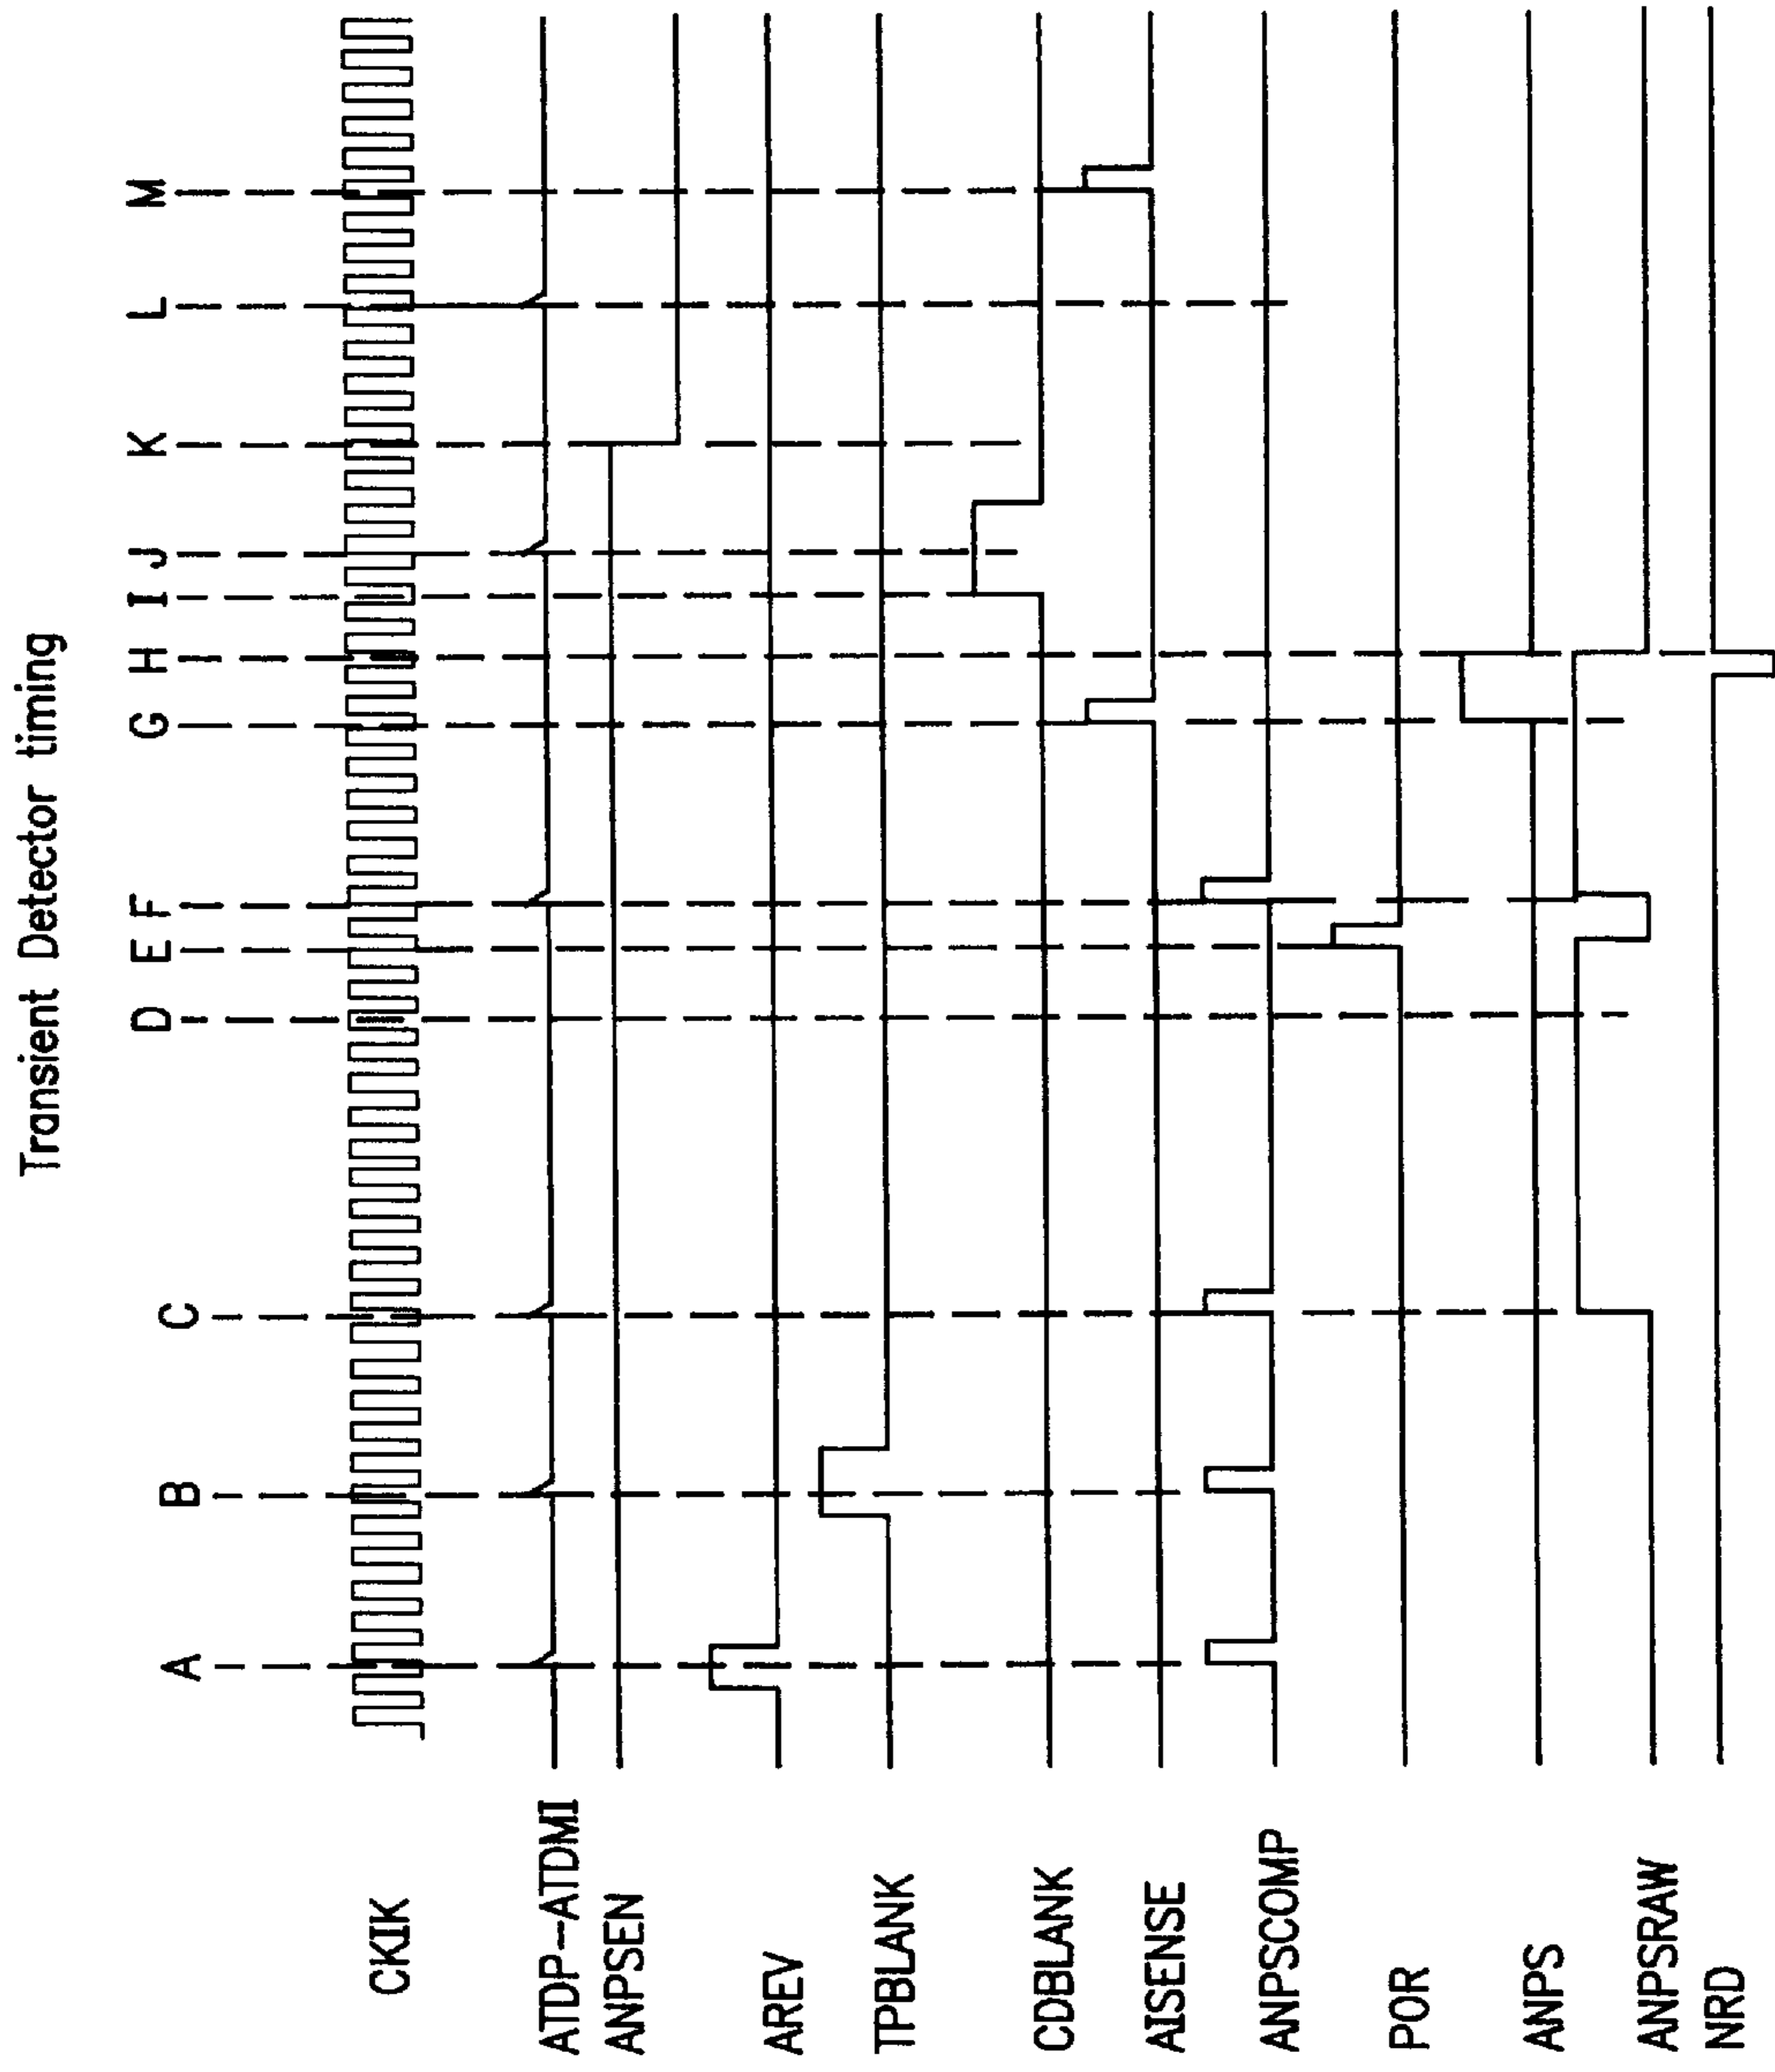 Transient Detector timing
A B C D E F G H I J K L M
CKIK
ATDP-ATDMI
ANPSEN
AREV
TPBLANK
CDBLANK
AISENSE
ANPSCOMP
POR
ANPS
ANPSRAW
NRD